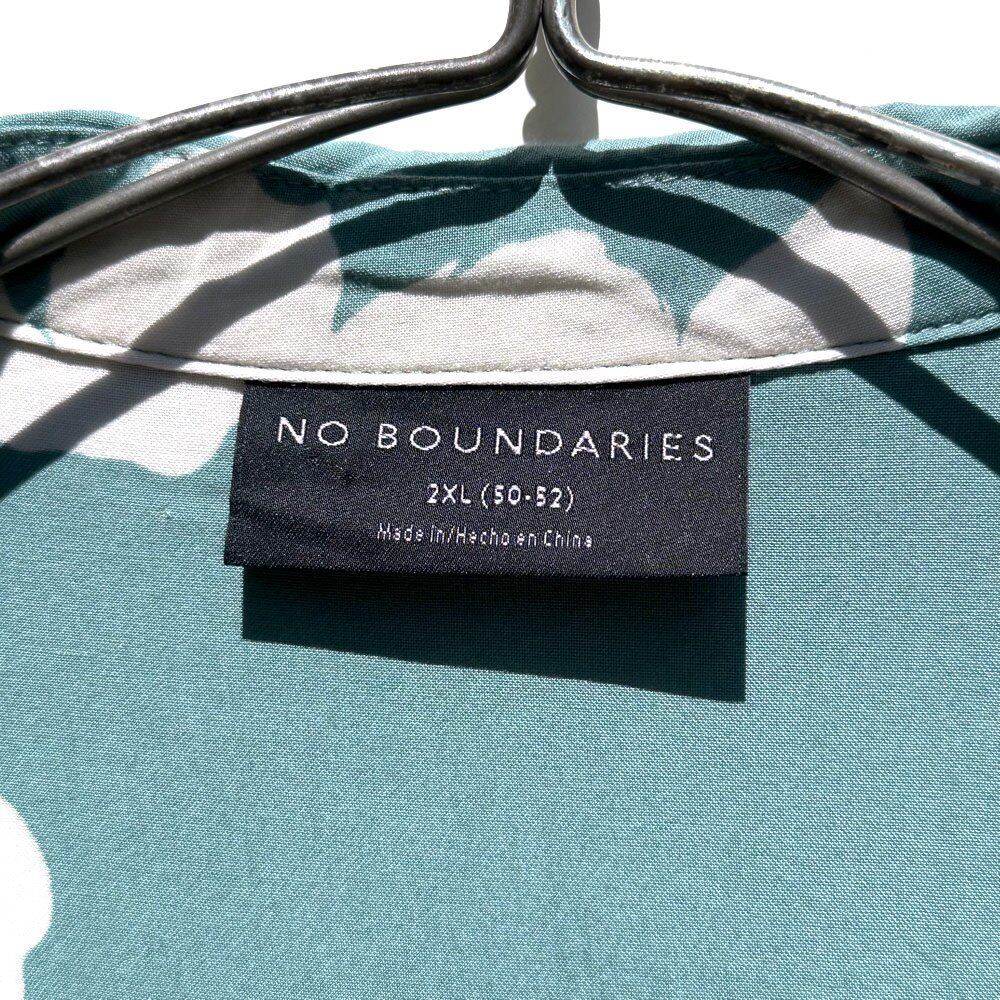 NO BOUNDARIES
2XL (50-52)
Made in/Hecho en China